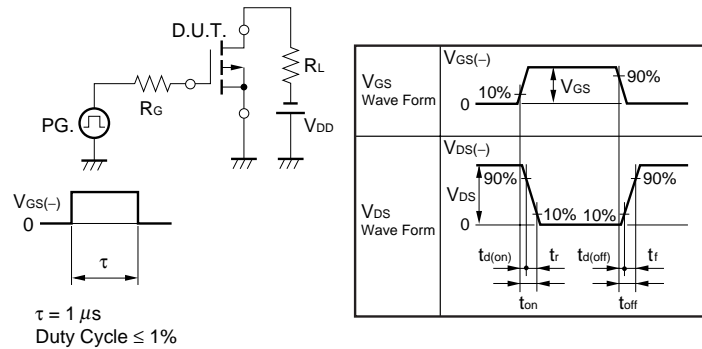 D.U.T.
RL
RG
PG.
VDD
VGS(−)
0
τ
τ = 1 μs
Duty Cycle ≤ 1%
VGS
Wave Form
VGS(−)
10%
VGS
90%
0
VDS
Wave Form
VDS(−)
90%
VDS
10%
10%
90%
0
td(on)
tr
td(off)
tf
ton
toff